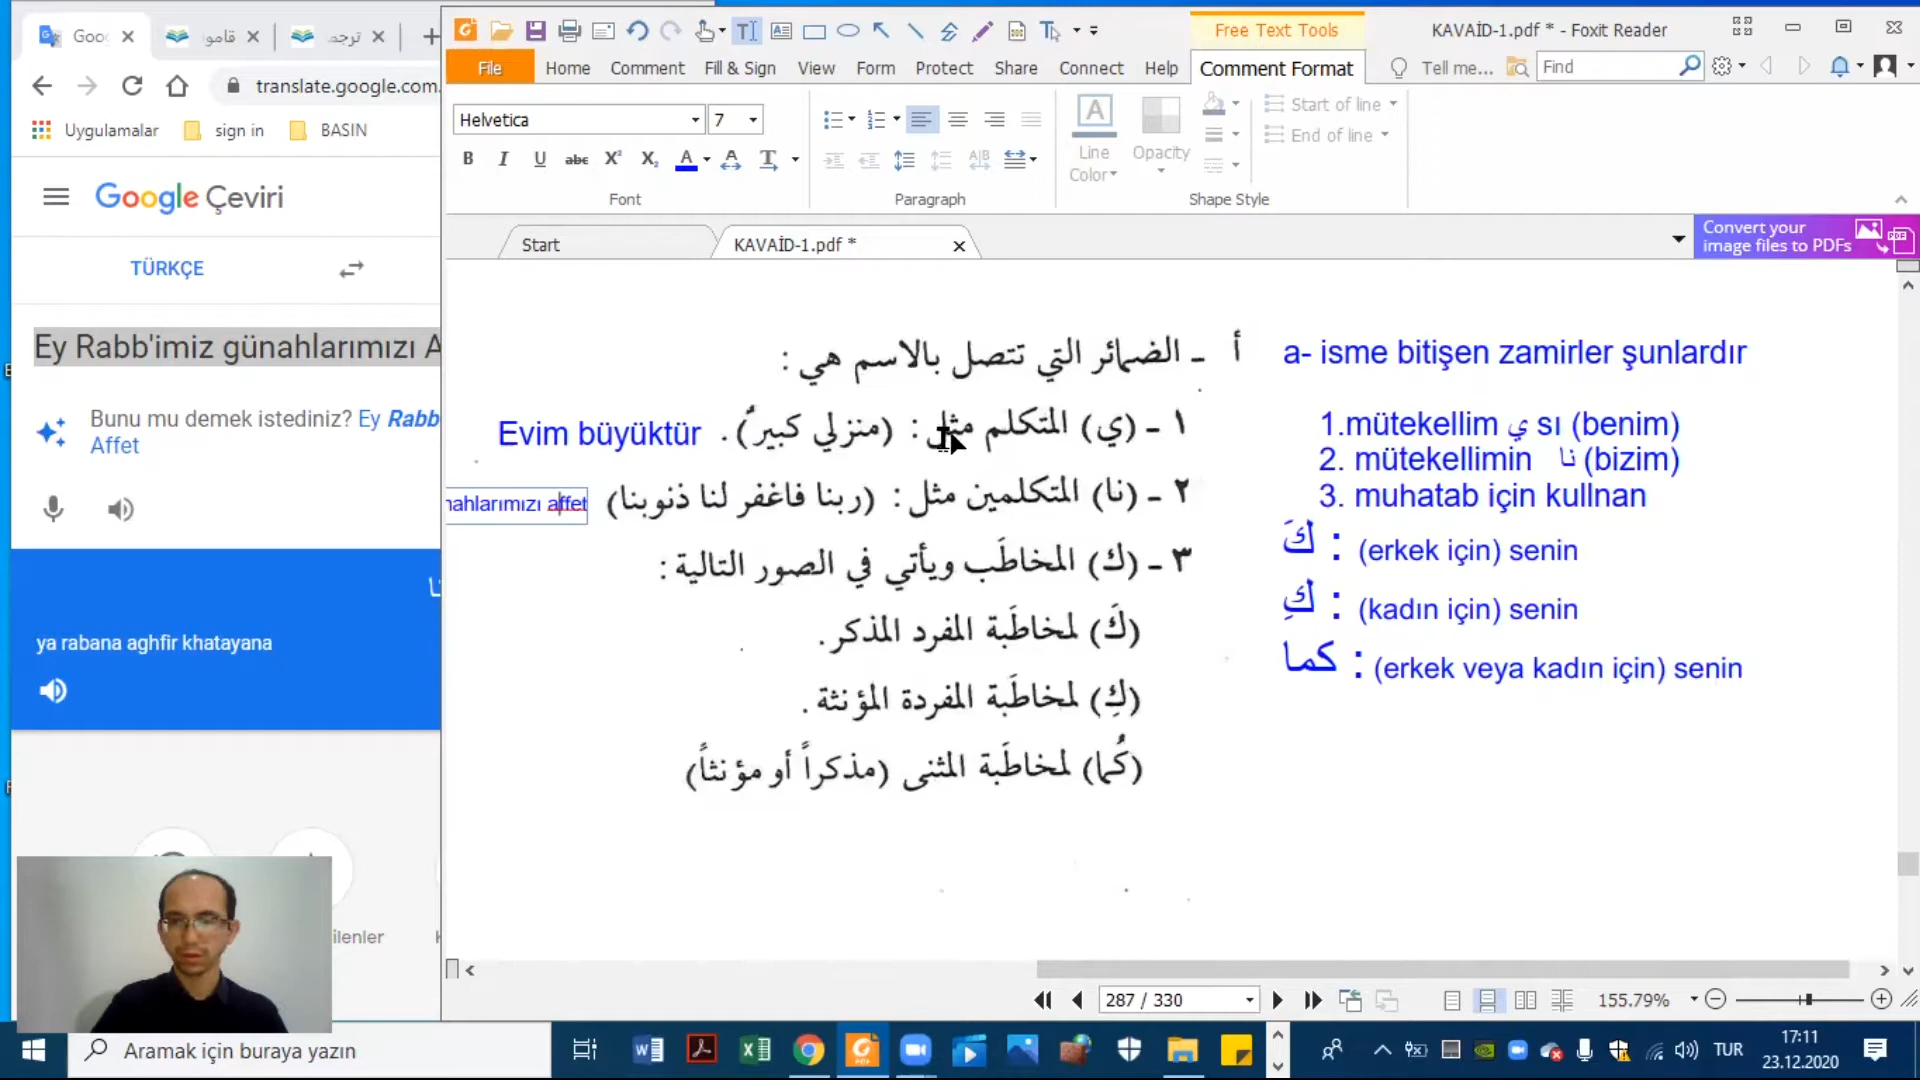 Goo
قامو
ترجمة
KAVAİD-1.pdf * - Foxit Reader
Free Text Tools
File
Home
Comment
Fill & Sign
View
Form
Protect
Share
Connect
Help
Comment Format
Tell me...
Find
translate.google.com.
Uygulamalar
sign in
BASIN
Google Çeviri
TÜRKÇE
Ey Rabb'imiz günahlarımızı A
Bunu mu demek istediniz? Ey Rabb
Affet
ya rabana aghfir khatayana
ilenler
Helvetica
7
B I U abc X² X₂ A
Font
Paragraph
Line Color
Opacity
Start of line
End of line
Shape Style
Start
KAVAİD-1.pdf *
Convert your
image files to PDFs
أ ـ الضمائر التي تتصل بالاسم هي :
a- isme bitişen zamirler şunlardır
١ ـ (ي) المتكلم مثل : (منزلي كبيرٌ) .
Evim büyüktür
1.mütekellim ي sı (benim)
٢ ـ (نا) المتكلمين مثل : (ربنا فاغفر لنا ذنوبنا)
nahlarımızı affet
2. mütekellimin نا (bizim)
3. muhatab için kullnan
٣ ـ (ك) المخاطَب ويأتي في الصور التالية :
كَ : (erkek için) senin
(كَ) لمخاطَبة المفرد المذكر .
كِ : (kadın için) senin
(كِ) لمخاطَبة المفردة المؤنثة .
كما : (erkek veya kadın için) senin
(كُما) لمخاطَبة المثنى (مذكراً أو مؤنثاً)
287 / 330
155.79%
Aramak için buraya yazın
TUR
17:11
23.12.2020